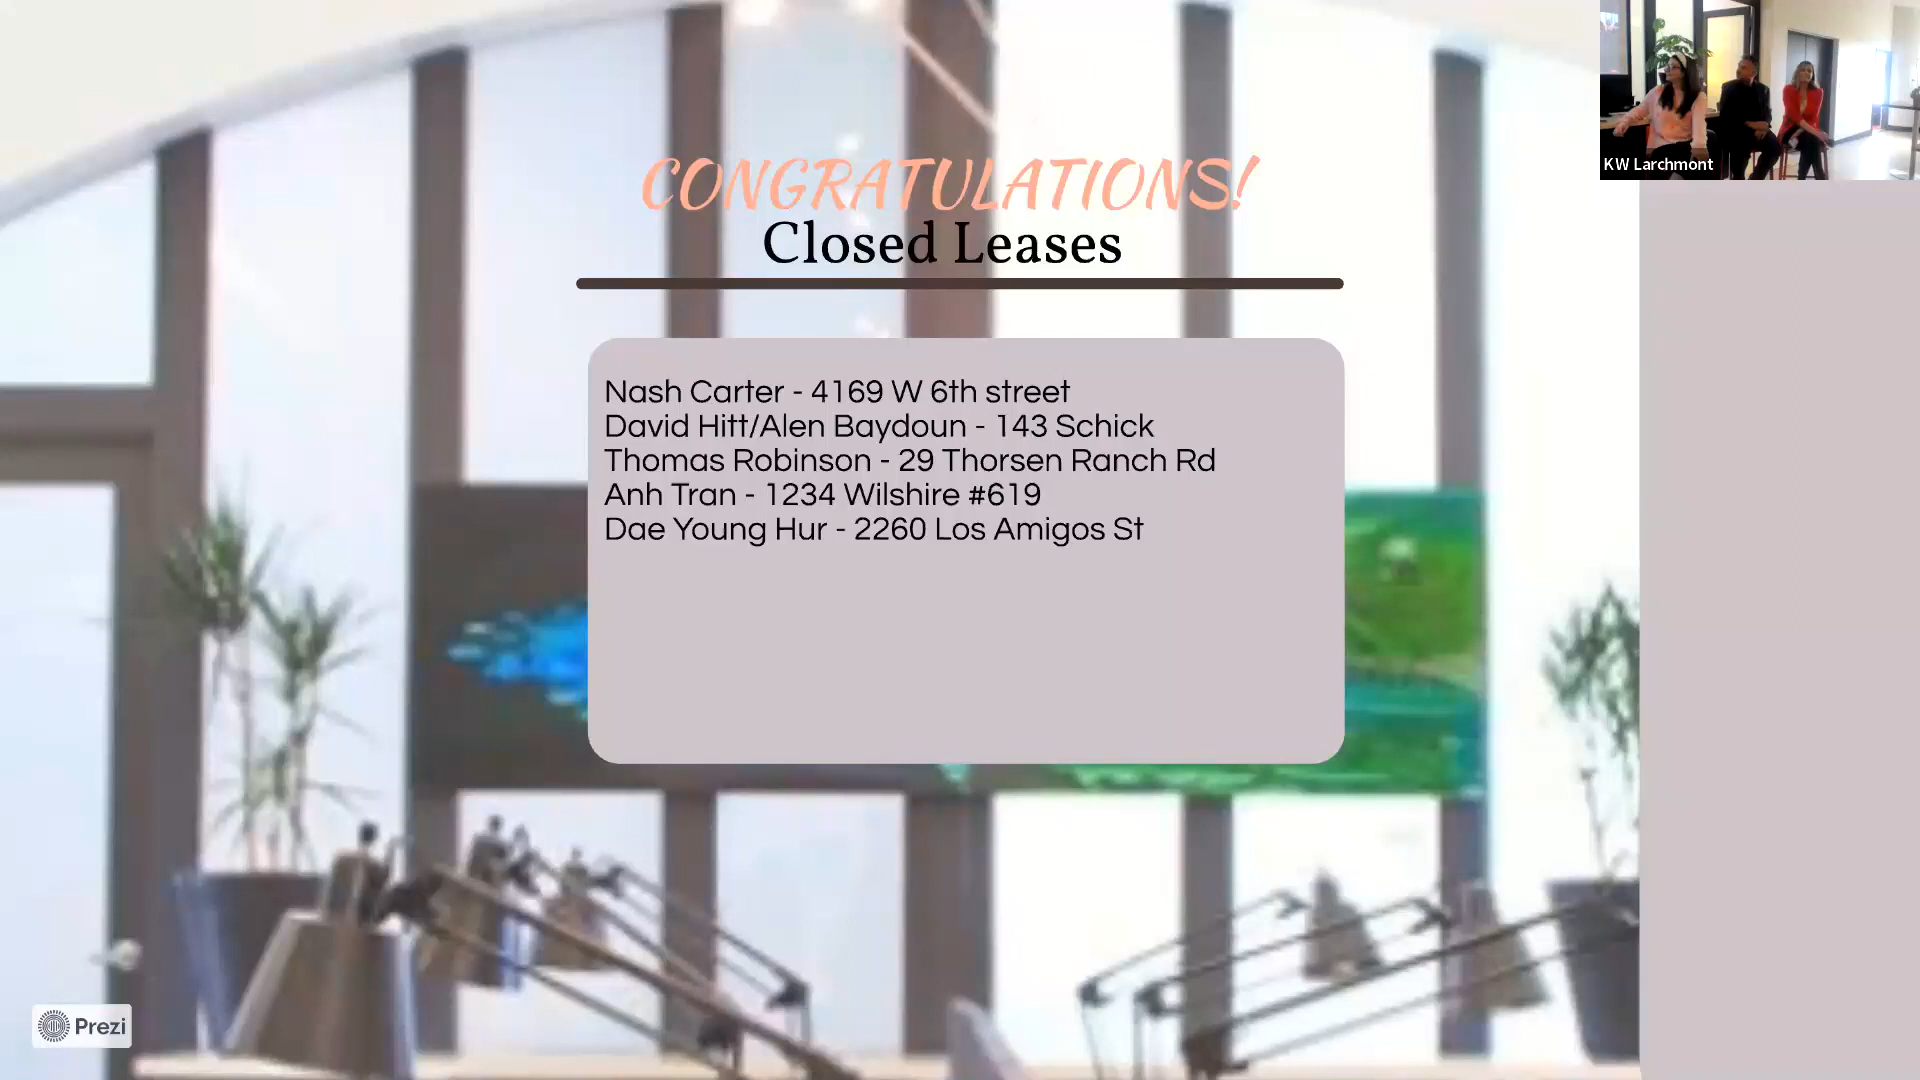 KW Larchmont
CONGRATULATIONS!
Closed Leases
Nash Carter - 4169 W 6th street
David Hitt/Alen Baydoun - 143 Schick
Thomas Robinson - 29 Thorsen Ranch Rd
Anh Tran - 1234 Wilshire #619
Dae Young Hur - 2260 Los Amigos St
Prezi